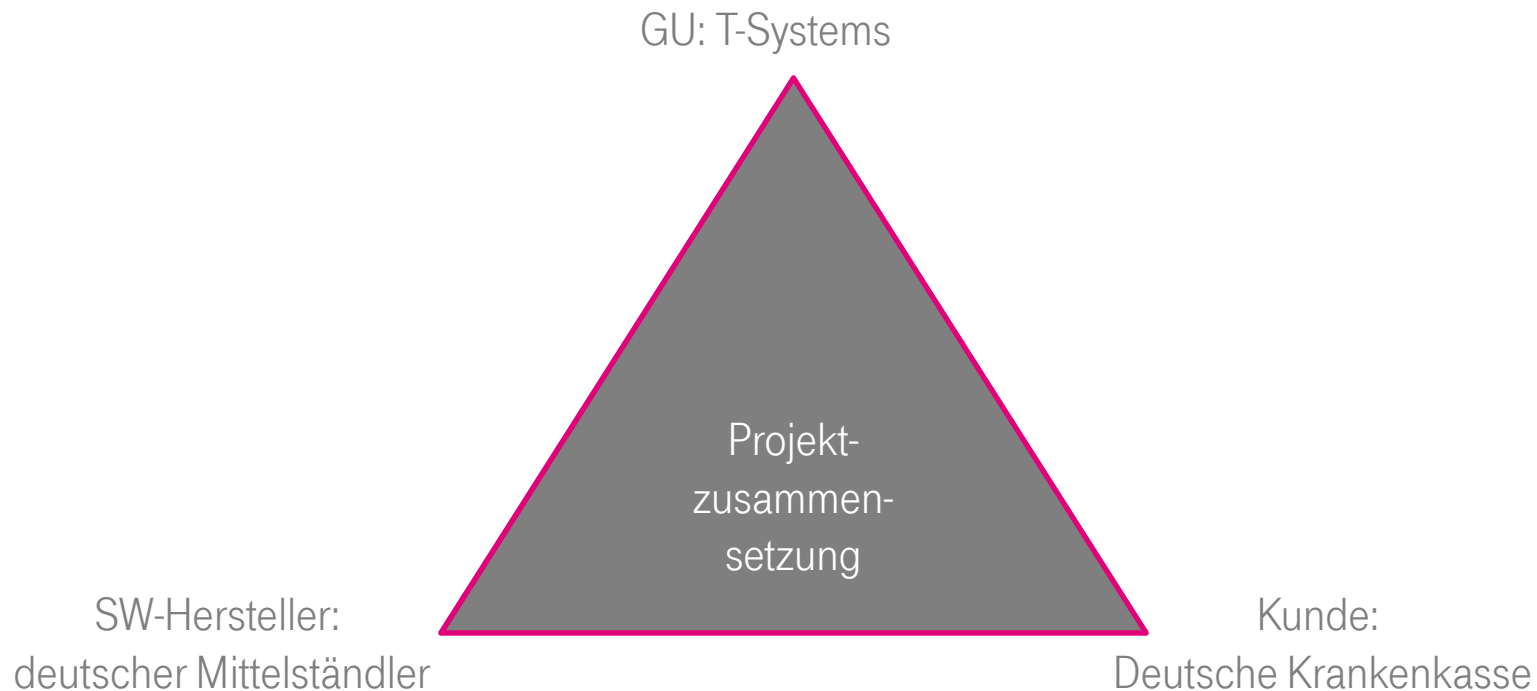 GU: T-Systems
Projekt-
zusammen-
setzung
SW-Hersteller:
deutscher Mittelständler
Kunde:
Deutsche Krankenkasse